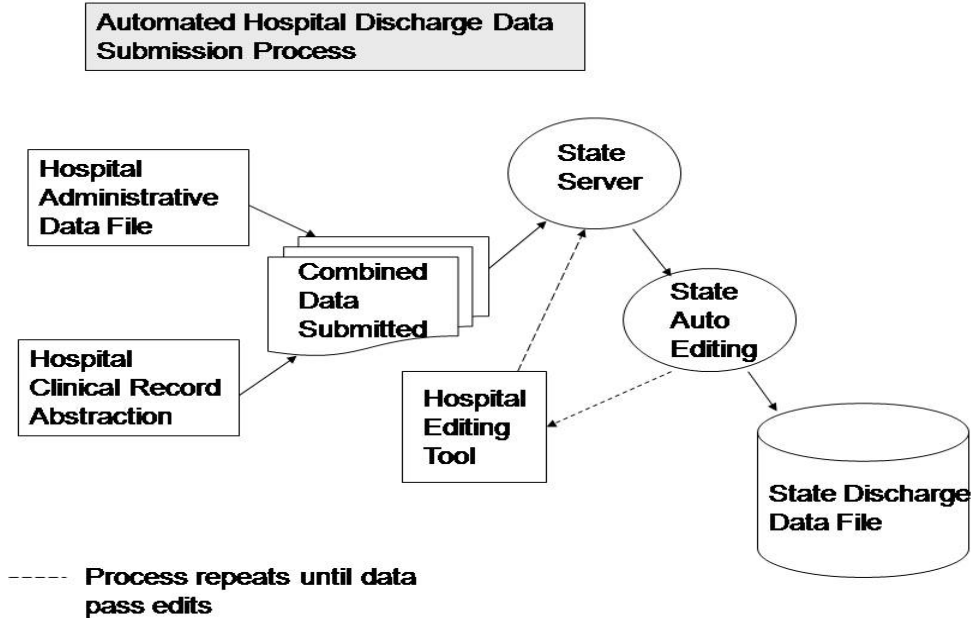 Automated Hospital Discharge Data
Submission Process
Hospital
Administrative
Data File
State
Server
Combined
Data
Submitted
State
Auto
Editing
Hospital
Clinical Record
Abstraction
Hospital
Editing
Tool
State Discharge
Data File
Process repeats until data
pass edits